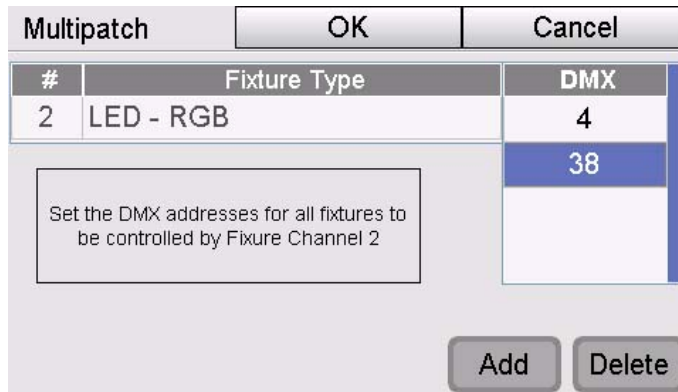 Multipatch OK Cancel
# Fixture Type DMX
2 LED - RGB 4
38
Set the DMX addresses for all fixtures to
be controlled by Fixure Channel 2
Add Delete